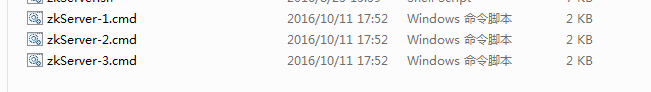 zkServer-1.cmd 2016/10/11 17:52 Windows 命令脚本 2 KB
zkServer-2.cmd 2016/10/11 17:52 Windows 命令脚本 2 KB
zkServer-3.cmd 2016/10/11 17:52 Windows 命令脚本 2 KB